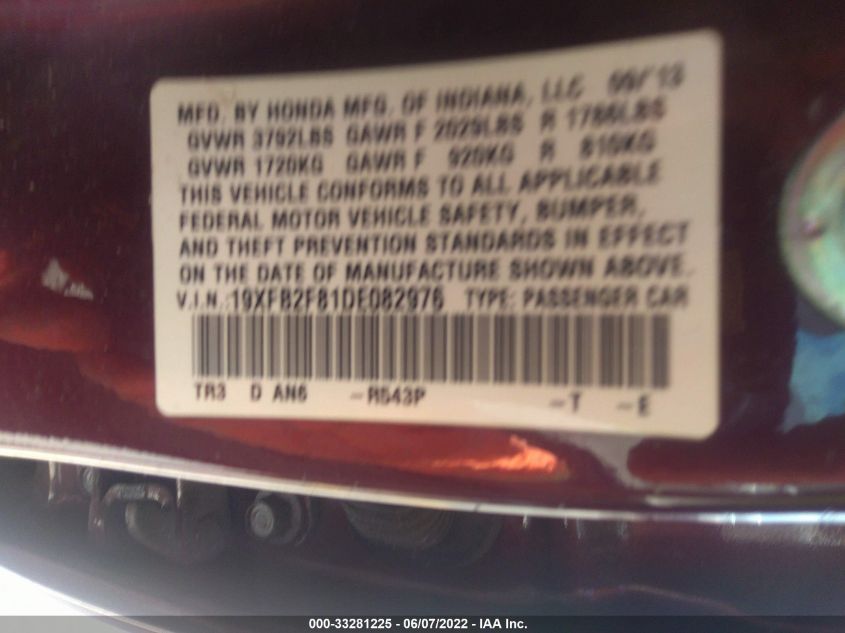 MFD. BY HONDA MFG. OF INDIANA, LLC 09/'13
GVWR 3792LBS GAWR F 2029LBS R 1786LBS
GVWR 1720KG GAWR F 920KG R 810KG
THIS VEHICLE CONFORMS TO ALL APPLICABLE
FEDERAL MOTOR VEHICLE SAFETY, BUMPER,
AND THEFT PREVENTION STANDARDS IN EFFECT
ON THE DATE OF MANUFACTURE SHOWN ABOVE.
V.I.N.:19XFB2F81DE082976 TYPE: PASSENGER CAR
TR3 D AN6 -R543P -T -E
000-33281225 - 06/07/2022 - IAA Inc.